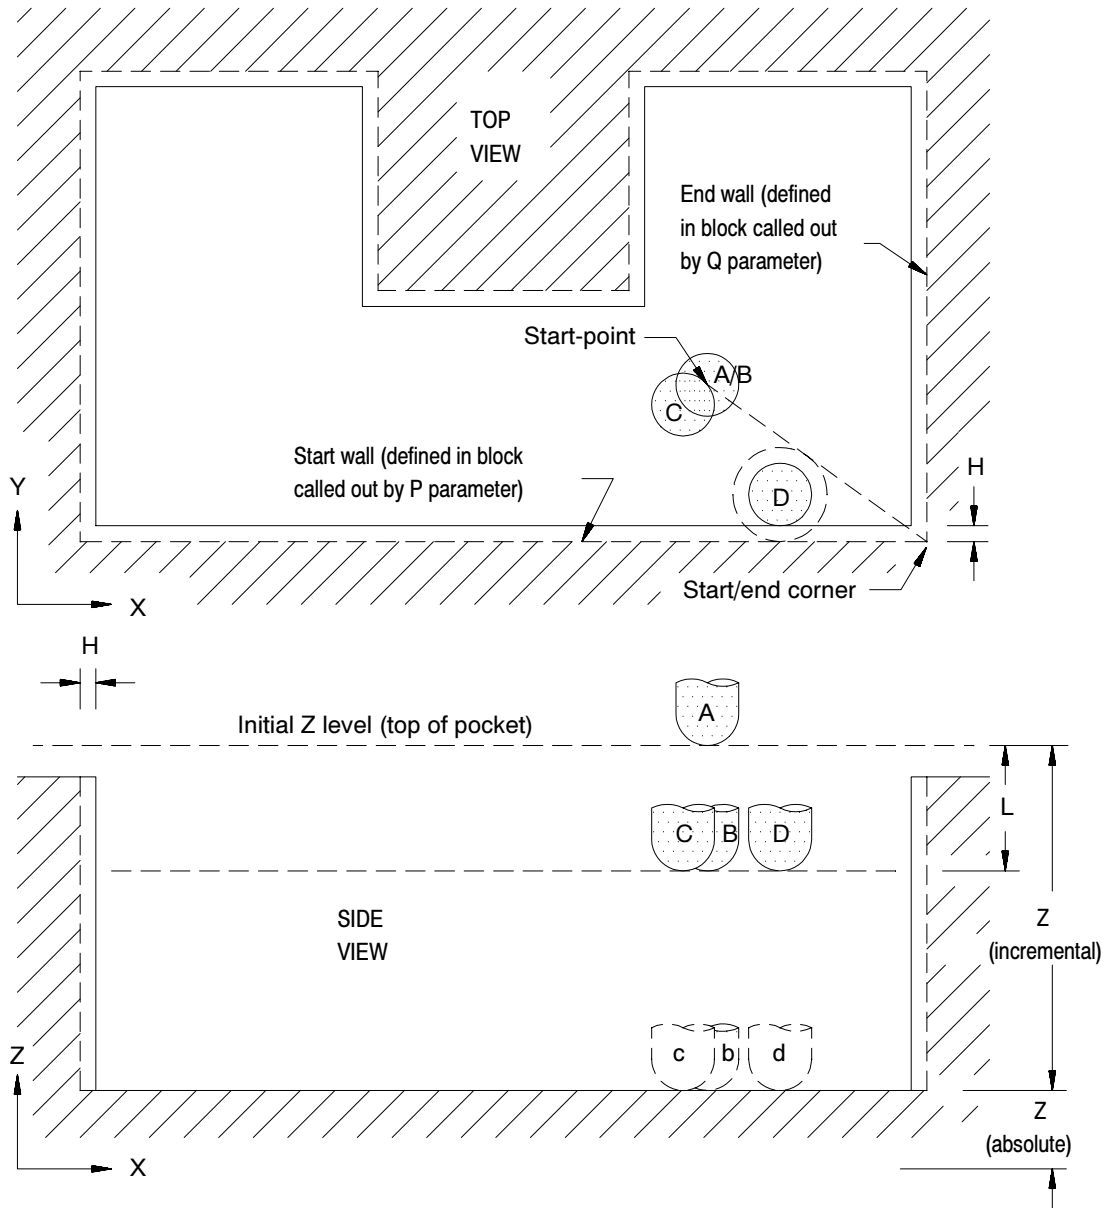 TOP
VIEW
End wall (defined
in block called out
by Q parameter)
Start-point
A/B
C
Start wall (defined in block
called out by P parameter)
H
D
Y
X
Start/end corner
H
Initial Z level (top of pocket)
A
L
C
B
D
SIDE
VIEW
Z
(incremental)
c
b
d
Z
Z
(absolute)
X